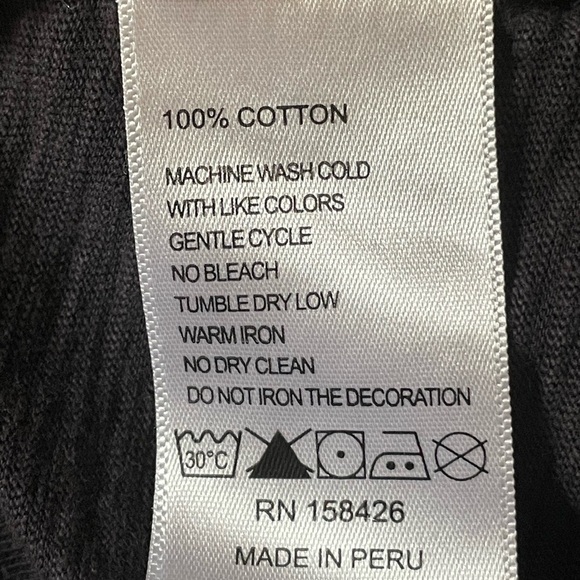 100% COTTON
MACHINE WASH COLD
WITH LIKE COLORS
GENTLE CYCLE
NO BLEACH
TUMBLE DRY LOW
WARM IRON
NO DRY CLEAN
DO NOT IRON THE DECORATION
30°C
RN 158426
MADE IN PERU